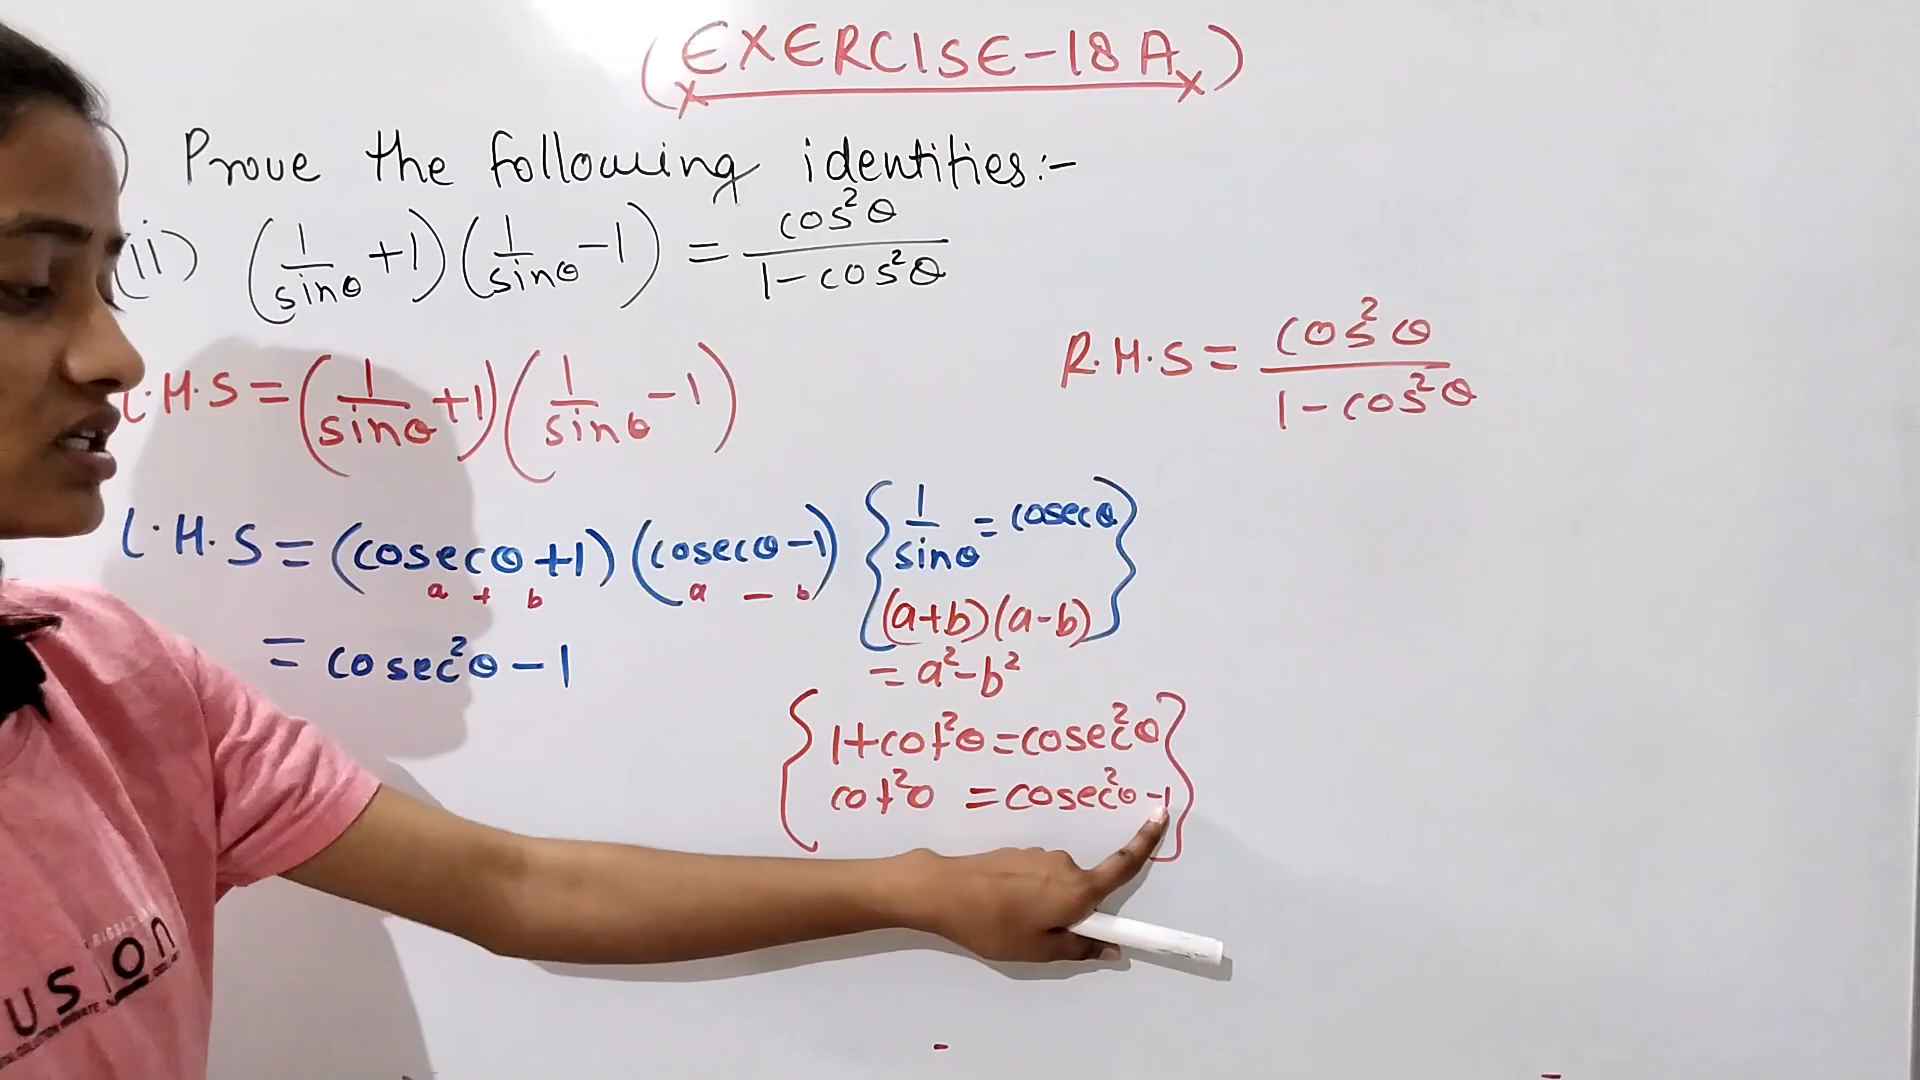 (EXERCISE-18A)
) Prove the following identities:-
(ii) (1/sinθ +1)(1/sinθ -1) = cos²θ/1-cos²θ
L.H.S = (1/sinθ +1)(1/sinθ -1)
R.H.S = cos²θ/1-cos²θ
L.H.S = (cosecθ +1)(cosecθ -1) {1/sinθ = cosecθ
a + b a - b
(a+b)(a-b)}
= cosec²θ -1
= a²-b²
{1+cot²θ=cosec²θ
cot²θ = cosec²θ-1}
USION